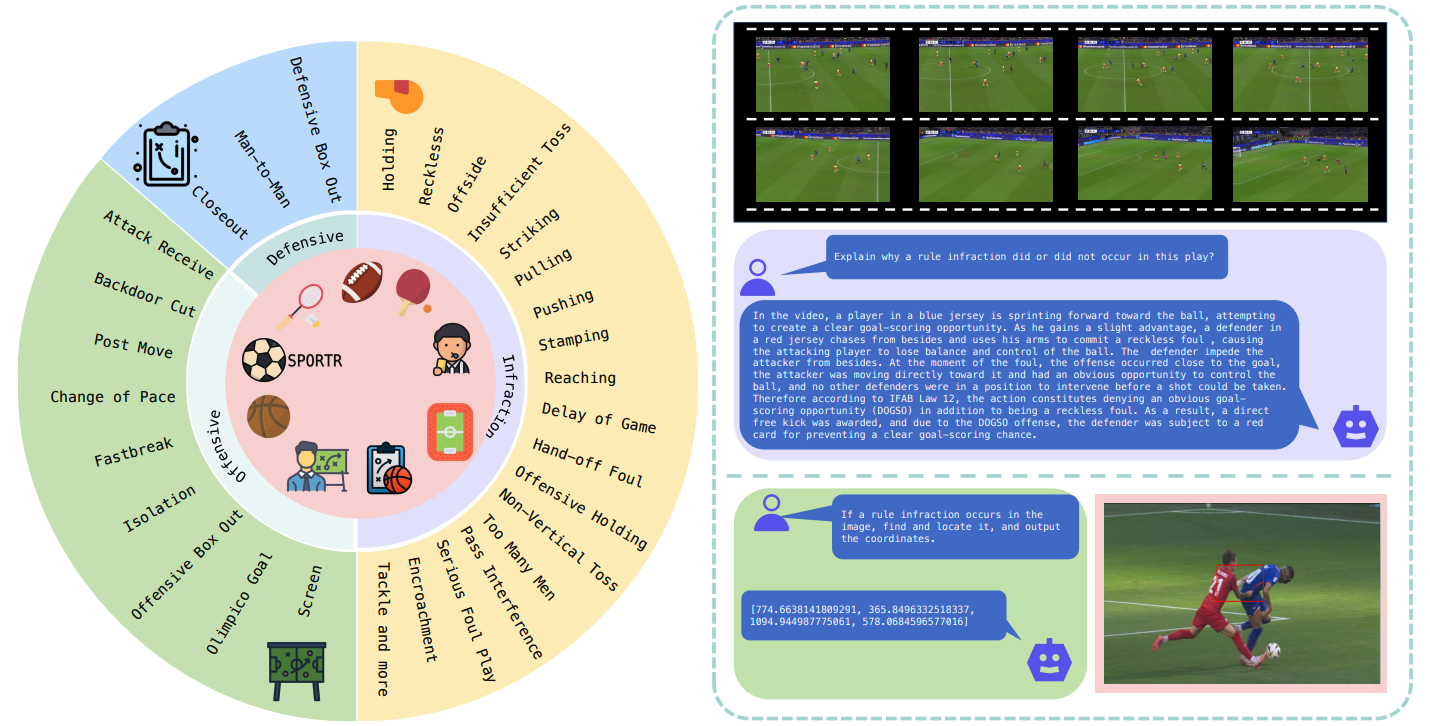 Defensive Box Out
Man-to-Man
Closeout
Attack Receive
Backdoor Cut
Post Move
Change of Pace
Fastbreak
Isolation
Offensive Box Out
Olimpico Goal
Screen
Holding
Reckless
Offside
Insufficient Toss
Striking
Pulling
Pushing
Stamping
Reaching
Delay of Game
Hand-off Foul
Offensive Holding
Non-Vertical Toss
Too Many Men
Pass Interference
Serious Foul Play
Encroachment
Tackle and more
Defensive
Offensive
Infraction
SPORTR
Explain why a rule infraction did or did not occur in this play?
In the video, a player in a blue jersey is sprinting forward toward the ball, attempting
to create a clear goal-scoring opportunity. As he gains a slight advantage, a defender in
a red jersey chases from besides and uses his arms to commit a reckless foul , causing
the attacking player to lose balance and control of the ball. The defender impede the
attacker from besides. At the moment of the foul, the offense occurred close to the goal,
the attacker was moving directly toward it and had an obvious opportunity to control the
ball, and no other defenders were in a position to intervene before a shot could be taken.
Therefore according to IFAB Law 12, the action constitutes denying an obvious goal-
scoring opportunity (DOGSO) in addition to being a reckless foul. As a result, a direct
free kick was awarded, and due to the DOGSO offense, the defender was subject to a red
card for preventing a clear goal-scoring chance.
If a rule infraction occurs in the
image, find and locate it, and output
the coordinates.
[774.6638141809291, 365.8496332518337,
1094.944987775061, 578.0684596577016]
21